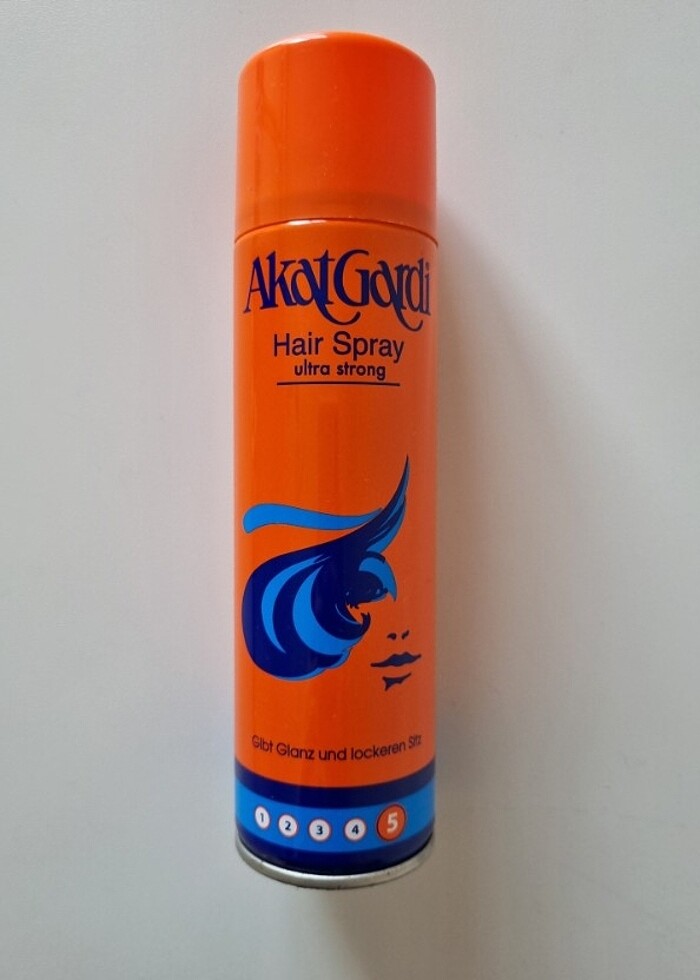 AkatGardi
Hair Spray
ultra strong
Gibt Glanz und lockeren Sitz
1 2 3 4 5